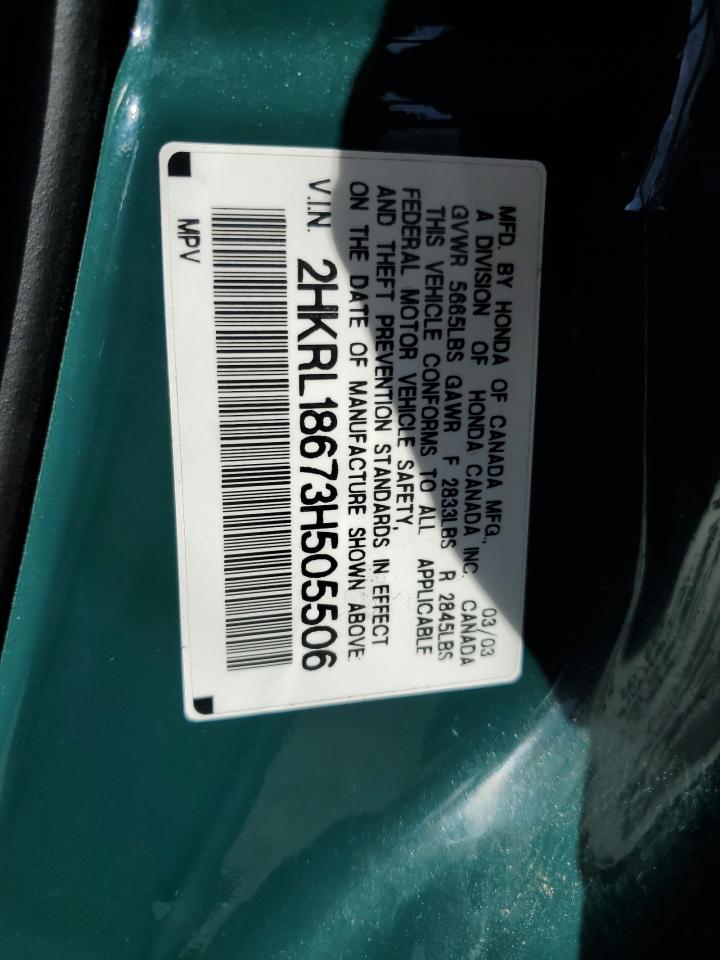 MFD. BY HONDA OF CANADA MFG.,
A DIVISION OF HONDA CANADA INC. 03/03
GVWR 5665LBS GAWR F 2833LBS R 2845LBS CANADA
THIS VEHICLE CONFORMS TO ALL APPLICABLE
FEDERAL MOTOR VEHICLE SAFETY,
AND THEFT PREVENTION STANDARDS IN EFFECT
ON THE DATE OF MANUFACTURE SHOWN ABOVE.
V.I.N. 2HKRL18673H505506
MPV